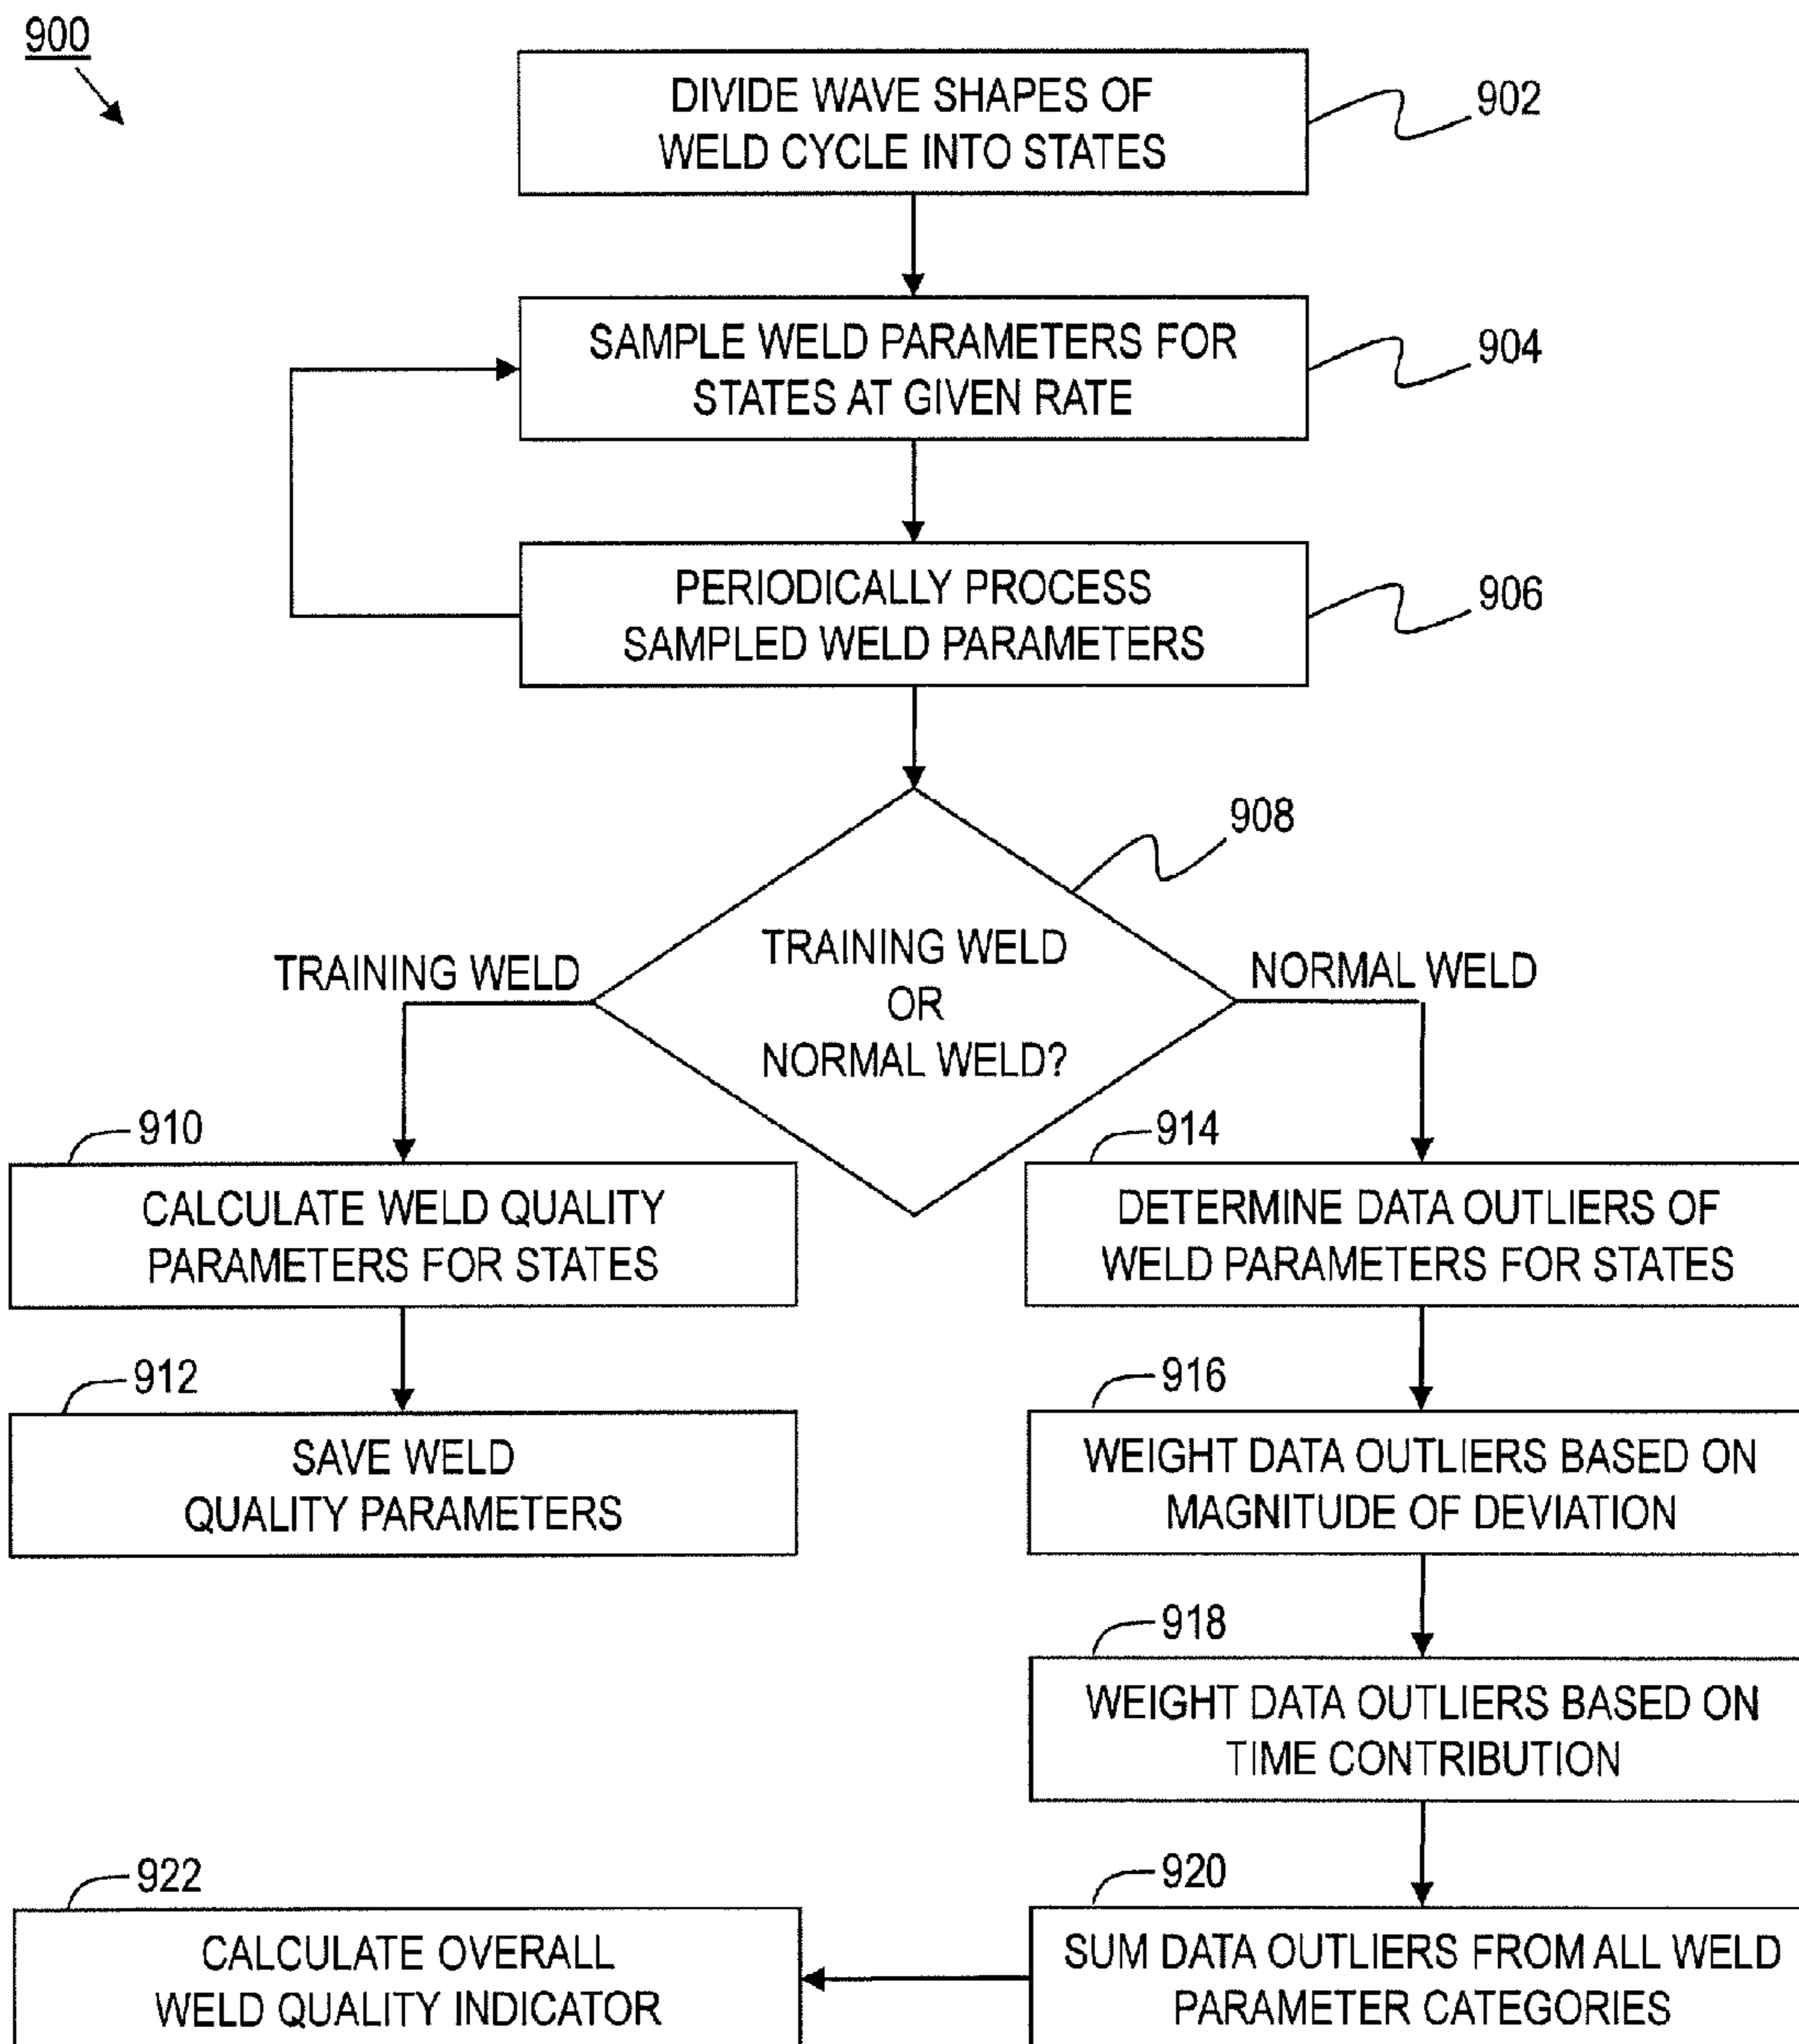 900
DIVIDE WAVE SHAPES OF
WELD CYCLE INTO STATES
902
SAMPLE WELD PARAMETERS FOR
STATES AT GIVEN RATE
904
PERIODICALLY PROCESS
SAMPLED WELD PARAMETERS
906
908
TRAINING WELD
OR
NORMAL WELD?
TRAINING WELD
NORMAL WELD
910
CALCULATE WELD QUALITY
PARAMETERS FOR STATES
912
SAVE WELD
QUALITY PARAMETERS
914
DETERMINE DATA OUTLIERS OF
WELD PARAMETERS FOR STATES
916
WEIGHT DATA OUTLIERS BASED ON
MAGNITUDE OF DEVIATION
918
WEIGHT DATA OUTLIERS BASED ON
TIME CONTRIBUTION
920
SUM DATA OUTLIERS FROM ALL WELD
PARAMETER CATEGORIES
922
CALCULATE OVERALL
WELD QUALITY INDICATOR